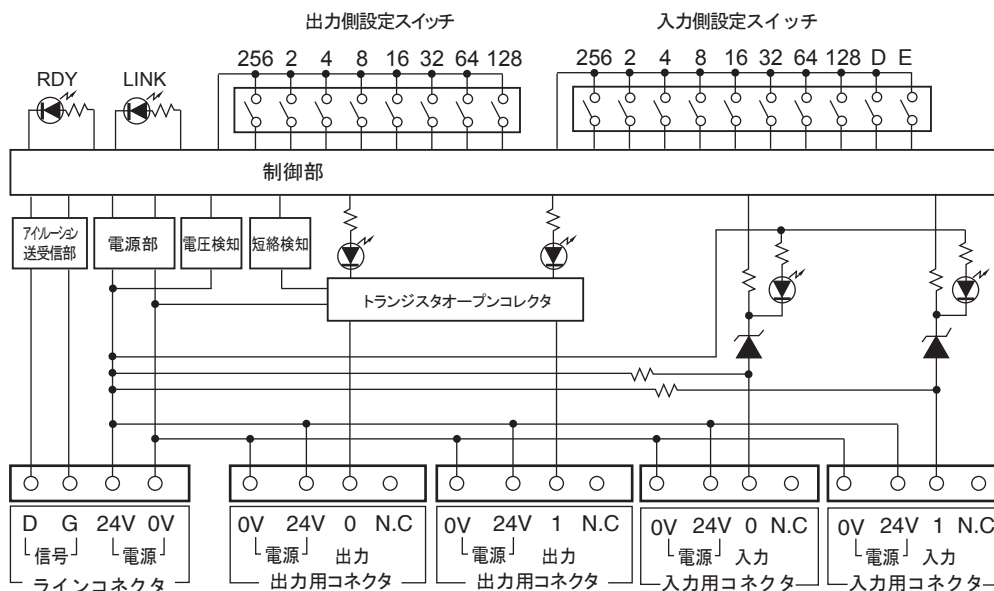 出力側設定スイッチ 入力側設定スイッチ
256 2 4 8 16 32 64 128 256 2 4 8 16 32 64 128 D E
RDY LINK
制御部
アイソレーション
送受信部
電源部 電圧検知 短絡検知
トランジスタオープンコレクタ
D G 24V 0V
信号 電源
ラインコネクタ
0V 24V 0 N.C
電源 出力
出力用コネクタ
0V 24V 1 N.C
電源 出力
出力用コネクタ
0V 24V 0 N.C
電源 入力
入力用コネクタ
0V 24V 1 N.C
電源 入力
入力用コネクタ